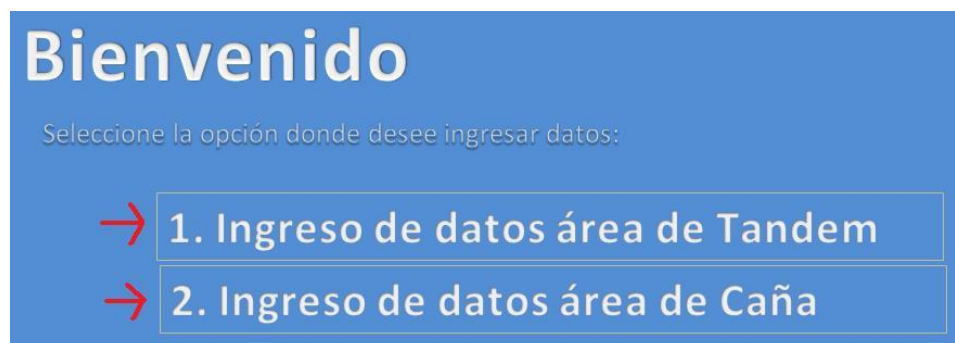 Bienvenido
Seleccione la opción donde desee ingresar datos:
1. Ingreso de datos área de Tandem
2. Ingreso de datos área de Caña